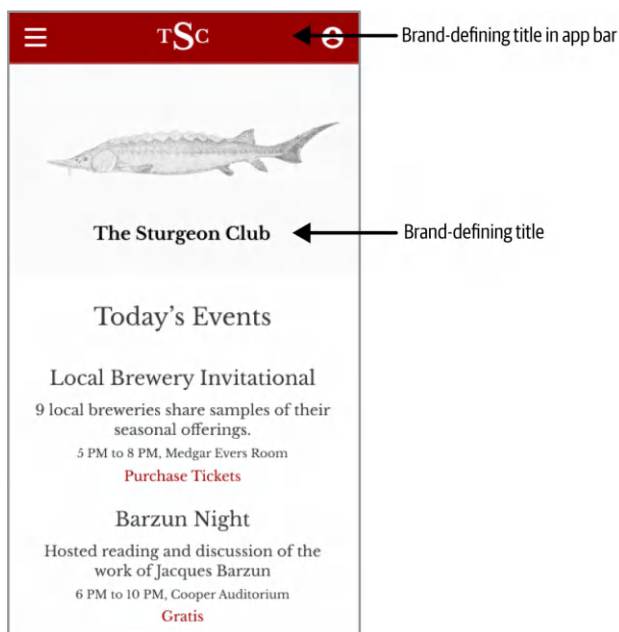 TSC
Brand-defining title in app bar
The Sturgeon Club
Brand-defining title
Today’s Events
Local Brewery Invitational
9 local breweries share samples of their
seasonal offerings.
5 PM to 8 PM, Medgar Evers Room
Purchase Tickets
Barzun Night
Hosted reading and discussion of the
work of Jacques Barzun
6 PM to 10 PM, Cooper Auditorium
Gratis